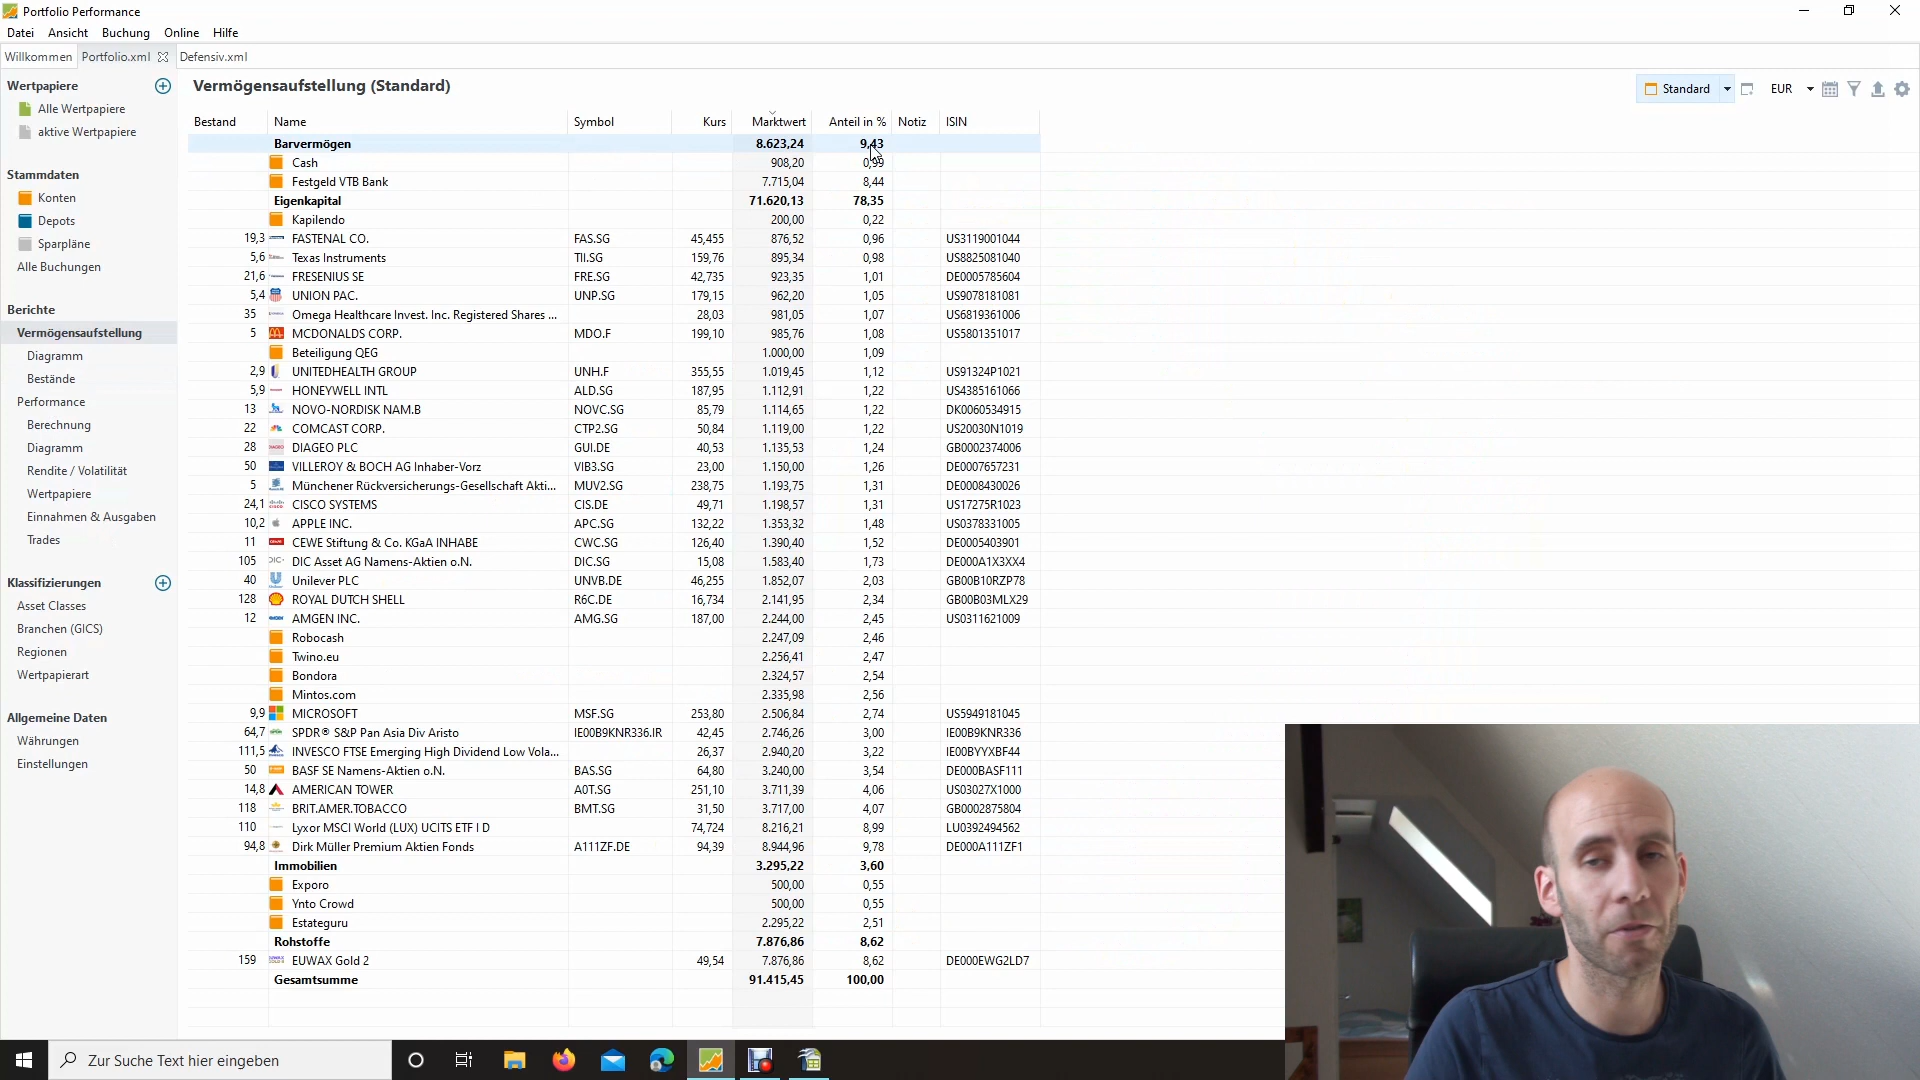 Portfolio Performance
Datei Ansicht Buchung Online Hilfe
Willkommen Portfolio.xml Defensiv.xml
Wertpapiere
Alle Wertpapiere
aktive Wertpapiere
Stammdaten
Konten
Depots
Sparpläne
Alle Buchungen
Berichte
Vermögensaufstellung
Diagramm
Bestände
Performance
Berechnung
Diagramm
Rendite / Volatilität
Wertpapiere
Einnahmen & Ausgaben
Trades
Klassifizierungen
Asset Classes
Branchen (GICS)
Regionen
Wertpapierart
Allgemeine Daten
Währungen
Einstellungen
Vermögensaufstellung (Standard)
Standard EUR
Bestand Name Symbol Kurs Marktwert Anteil in % Notiz ISIN
Barvermögen 8.623,24 9,43
Cash 908,20 0,99
Festgeld VTB Bank 7.715,04 8,44
Eigenkapital 71.620,13 78,35
Kapilendo 200,00 0,22
19,3 FASTENAL CO. FAS.SG 45,455 876,52 0,96 US3119001044
5,6 Texas Instruments TII.SG 159,76 895,34 0,98 US8825081040
21,6 FRESENIUS SE FRE.SG 42,735 923,35 1,01 DE0005785604
5,4 UNION PAC. UNP.SG 179,15 962,20 1,05 US9078181081
35 Omega Healthcare Invest. Inc. Registered Shares ... 28,03 981,05 1,07 US6819361006
5 MCDONALDS CORP. MDO.F 199,10 985,76 1,08 US5801351017
Beteiligung QEG 1.000,00 1,09
2,9 UNITEDHEALTH GROUP UNH.F 355,55 1.019,45 1,12 US91324P1021
5,9 HONEYWELL INTL ALD.SG 187,95 1.112,91 1,22 US4385161066
13 NOVO-NORDISK NAM.B NOVC.SG 85,79 1.114,65 1,22 DK0060534915
22 COMCAST CORP. CTP2.SG 50,84 1.119,00 1,22 US20030N1019
28 DIAGEO PLC GUI.DE 40,53 1.135,53 1,24 GB0002374006
50 VILLEROY & BOCH AG Inhaber-Vorz VIB3.SG 23,00 1.150,00 1,26 DE0007657231
5 Münchener Rückversicherungs-Gesellschaft Akti... MUV2.SG 238,75 1.193,75 1,31 DE0008430026
24,1 CISCO SYSTEMS CIS.DE 49,71 1.198,57 1,31 US17275R1023
10,2 APPLE INC. APC.SG 132,22 1.353,32 1,48 US0378331005
11 CEWE Stiftung & Co. KGaA INHABE CWC.SG 126,40 1.390,40 1,52 DE0005403901
105 DIC Asset AG Namens-Aktien o.N. DIC.SG 15,08 1.583,40 1,73 DE000A1X3XX4
40 Unilever PLC UNVB.DE 46,255 1.852,07 2,03 GB00B10RZP78
128 ROYAL DUTCH SHELL R6C.DE 16,734 2.141,95 2,34 GB00B03MLX29
12 AMGEN INC. AMG.SG 187,00 2.244,00 2,45 US0311621009
Robocash 2.247,09 2,46
Twino.eu 2.256,41 2,47
Bondora 2.324,57 2,54
Mintos.com 2.335,98 2,56
9,9 MICROSOFT MSF.SG 253,80 2.506,84 2,74 US5949181045
64,7 SPDR® S&P Pan Asia Div Aristo IE00B9KNR336.IR 42,45 2.746,26 3,00 IE00B9KNR336
111,5 INVESCO FTSE Emerging High Dividend Low Vola... 26,37 2.940,20 3,22 IE00BYYXBF44
50 BASF SE Namens-Aktien o.N. BAS.SG 64,80 3.240,00 3,54 DE000BASF111
14,8 AMERICAN TOWER A0T.SG 251,10 3.711,39 4,06 US03027X1000
118 BRIT.AMER.TOBACCO BMT.SG 31,50 3.717,00 4,07 GB0002875804
110 Lyxor MSCI World (LUX) UCITS ETF I D 74,724 8.216,21 8,99 LU0392494562
94,8 Dirk Müller Premium Aktien Fonds A111ZF.DE 94,39 8.944,96 9,78 DE000A111ZF1
Immobilien 3.295,22 3,60
Exporo 500,00 0,55
Ynto Crowd 500,00 0,55
Estateguru 2.295,22 2,51
Rohstoffe 7.876,86 8,62
159 EUWAX Gold 2 49,54 7.876,86 8,62 DE000EWG2LD7
Gesamtsumme 91.415,45 100,00
Zur Suche Text hier eingeben